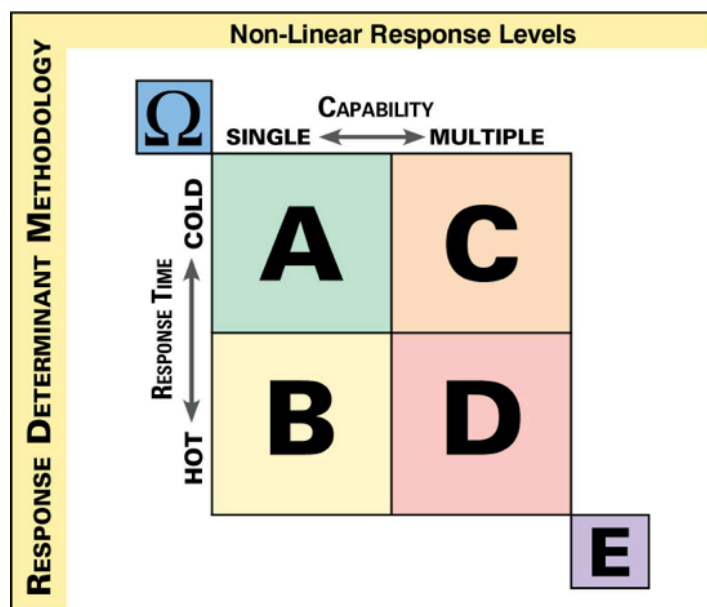 Non-Linear Response Levels
RESPONSE DETERMINANT METHODOLOGY
Ω
CAPABILITY
SINGLE MULTIPLE
COLD
RESPONSE TIME
HOT
A C
B D
E